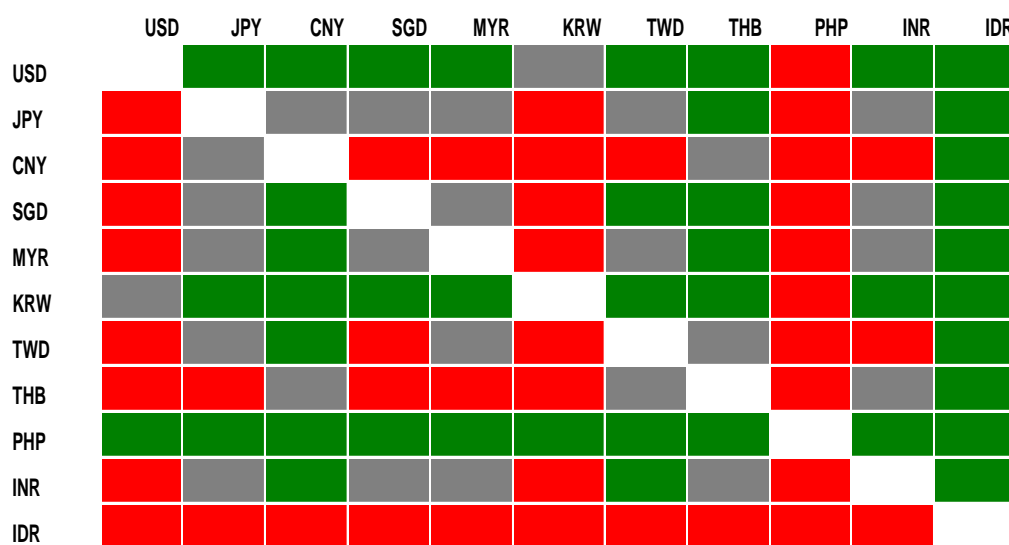 USD JPY CNY SGD MYR KRW TWD THB PHP INR IDR
USD
JPY
CNY
SGD
MYR
KRW
TWD
THB
PHP
INR
IDR